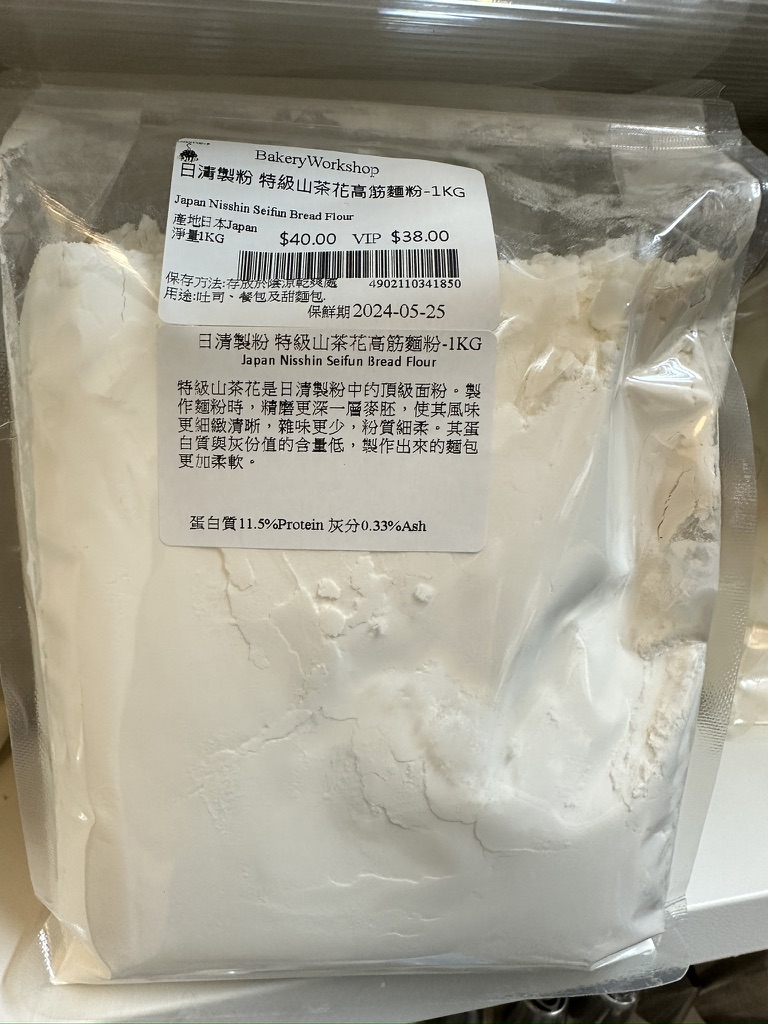 BakeryWorkshop
日清製粉 特級山茶花高筋麵粉-1KG
Japan Nisshin Seifun Bread Flour
產地日本Japan
淨量1KG $40.00 VIP $38.00
保存方法:存放於陰涼乾爽處 4902110341850
用途:吐司、餐包及甜麵包.
保鮮期 2024-05-25
日清製粉 特級山茶花高筋麵粉-1KG
Japan Nisshin Seifun Bread Flour
特級山茶花是日清製粉中的頂級面粉。製
作麵粉時，精磨更深一層麥胚，使其風味
更細緻清晰，雜味更少，粉質細柔。其蛋
白質與灰份值的含量低，製作出來的麵包
更加柔軟。
蛋白質11.5%Protein 灰分0.33%Ash